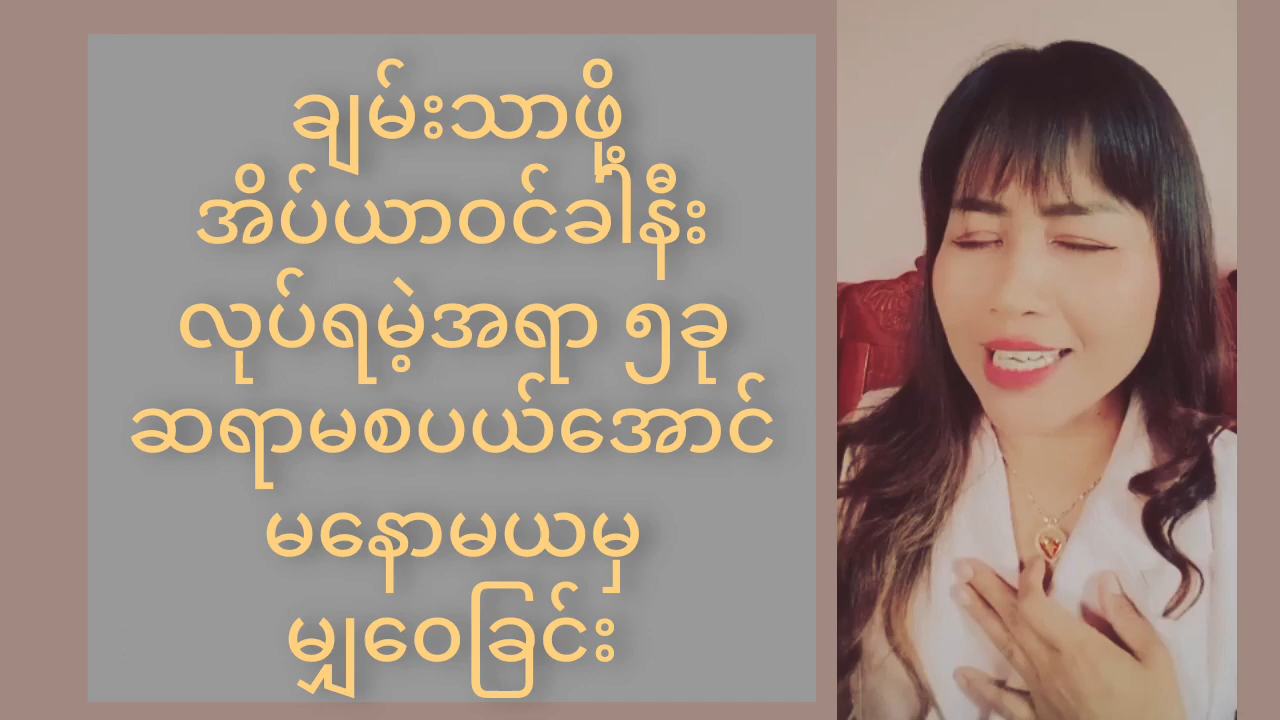 ချမ်းသာဖို့
အိပ်ယာဝင်ခါနီး
လုပ်ရမဲ့အရာ ၅ခု
ဆရာမစပယ်အောင်
မနောမယမှ
မျှဝေခြင်း